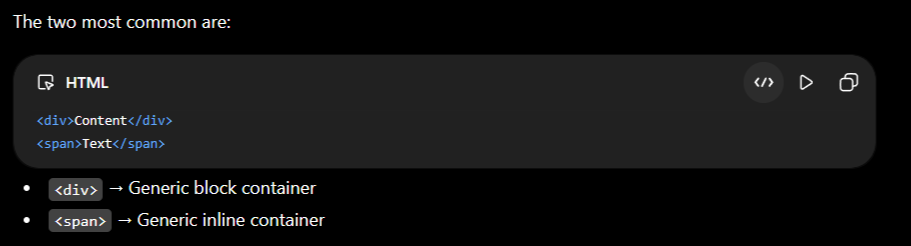 The two most common are:
HTML
<div>Content</div>
<span>Text</span>
• <div> → Generic block container
• <span> → Generic inline container